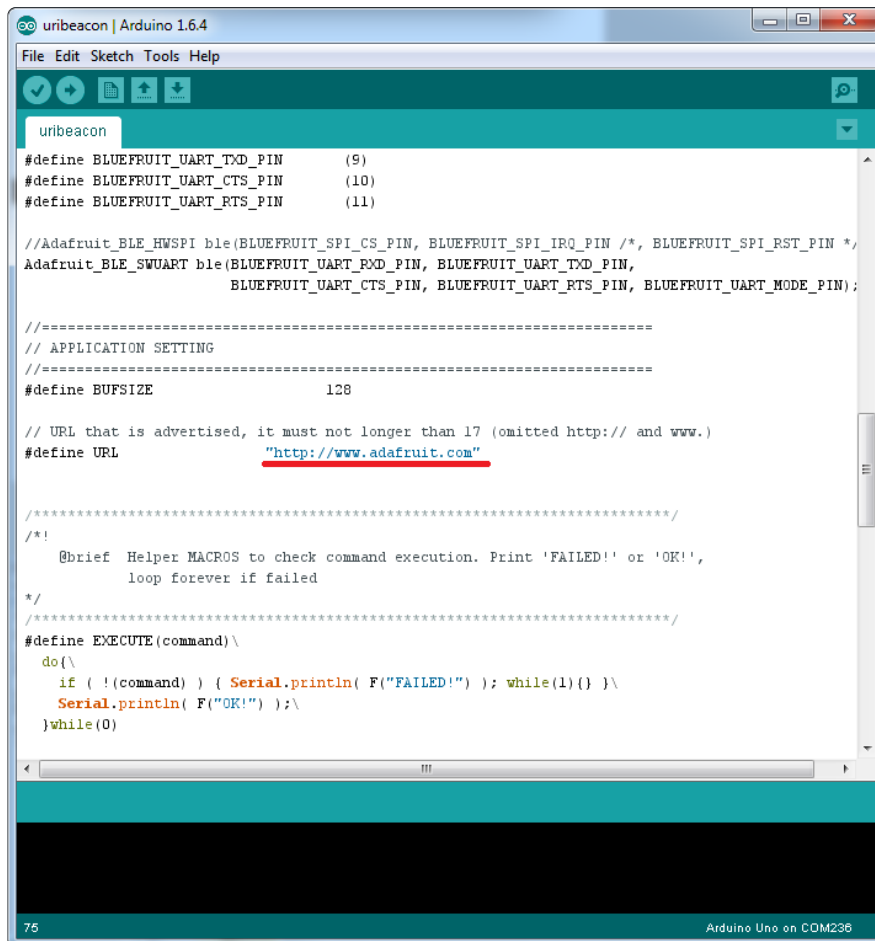 uribeacon | Arduino 1.6.4
File Edit Sketch Tools Help
uribeacon
#define BLUEFRUIT_UART_TXD_PIN (9)
#define BLUEFRUIT_UART_CTS_PIN (10)
#define BLUEFRUIT_UART_RTS_PIN (11)
//Adafruit_BLE_HWSPI ble(BLUEFRUIT_SPI_CS_PIN, BLUEFRUIT_SPI_IRQ_PIN /*, BLUEFRUIT_SPI_RST_PIN */
Adafruit_BLE_SWUART ble(BLUEFRUIT_UART_RXD_PIN, BLUEFRUIT_UART_TXD_PIN,
BLUEFRUIT_UART_CTS_PIN, BLUEFRUIT_UART_RTS_PIN, BLUEFRUIT_UART_MODE_PIN);
//=======================================================================
// APPLICATION SETTING
//=======================================================================
#define BUFSIZE 128
// URL that is advertised, it must not longer than 17 (omitted http:// and www.)
#define URL "http://www.adafruit.com"
/**************************************************************************/
/*!
@brief Helper MACROS to check command execution. Print 'FAILED!' or 'OK!',
loop forever if failed
*/
/**************************************************************************/
#define EXECUTE(command)\
do{\
if ( !(command) ) { Serial.println( F("FAILED!") ); while(1){} }\
Serial.println( F("OK!") );\
}while(0)
75
Arduino Uno on COM236